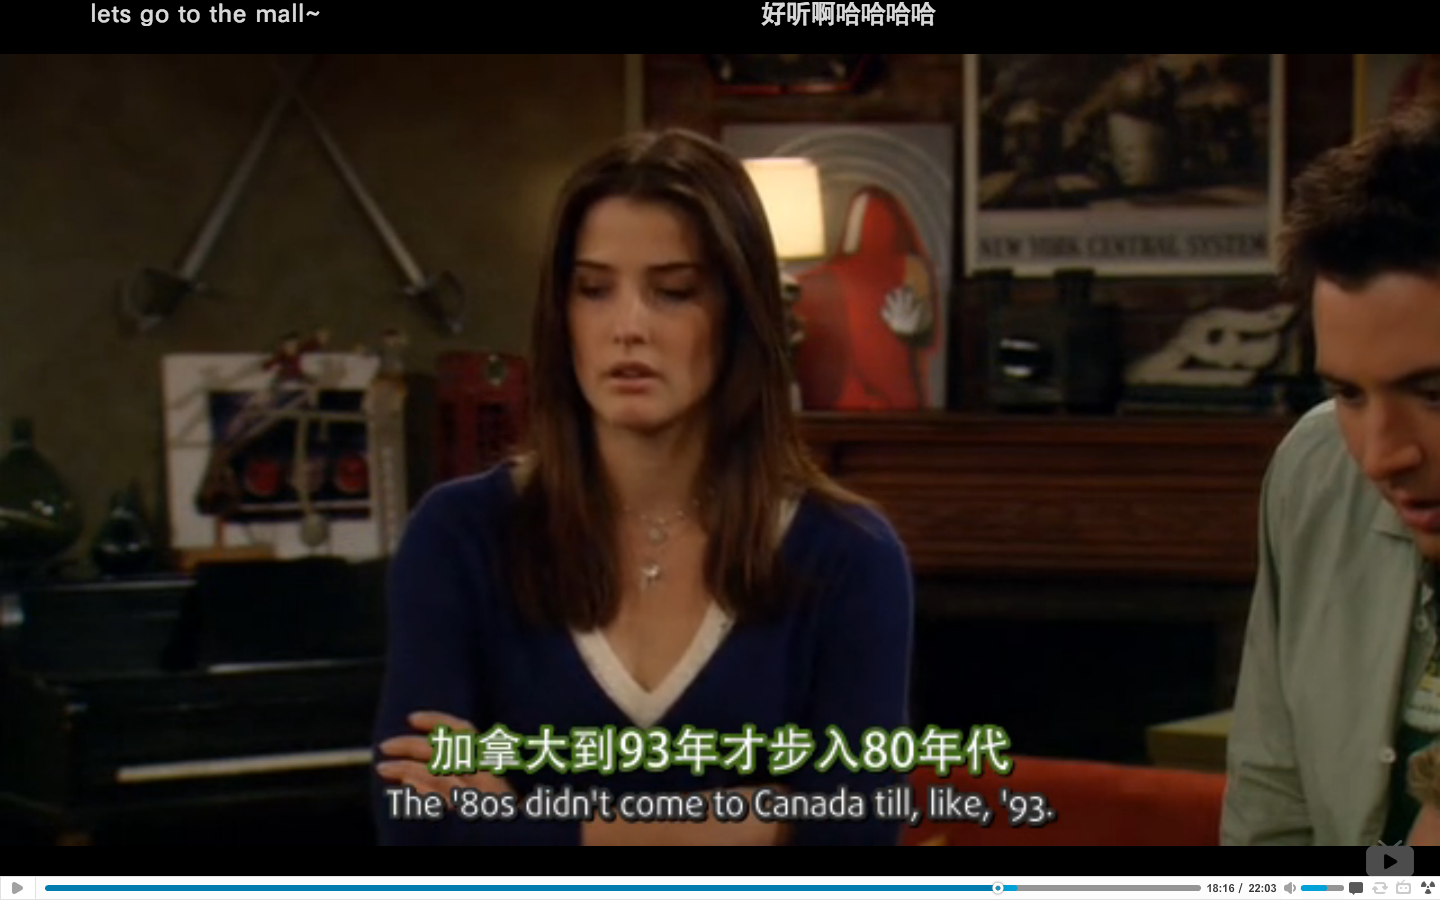 lets go to the mall~
好听啊哈哈哈哈
NEW YORK CENTRAL SYSTEM
加拿大到93年才步入80年代
The '80s didn't come to Canada till, like, '93.
18:16 / 22:03